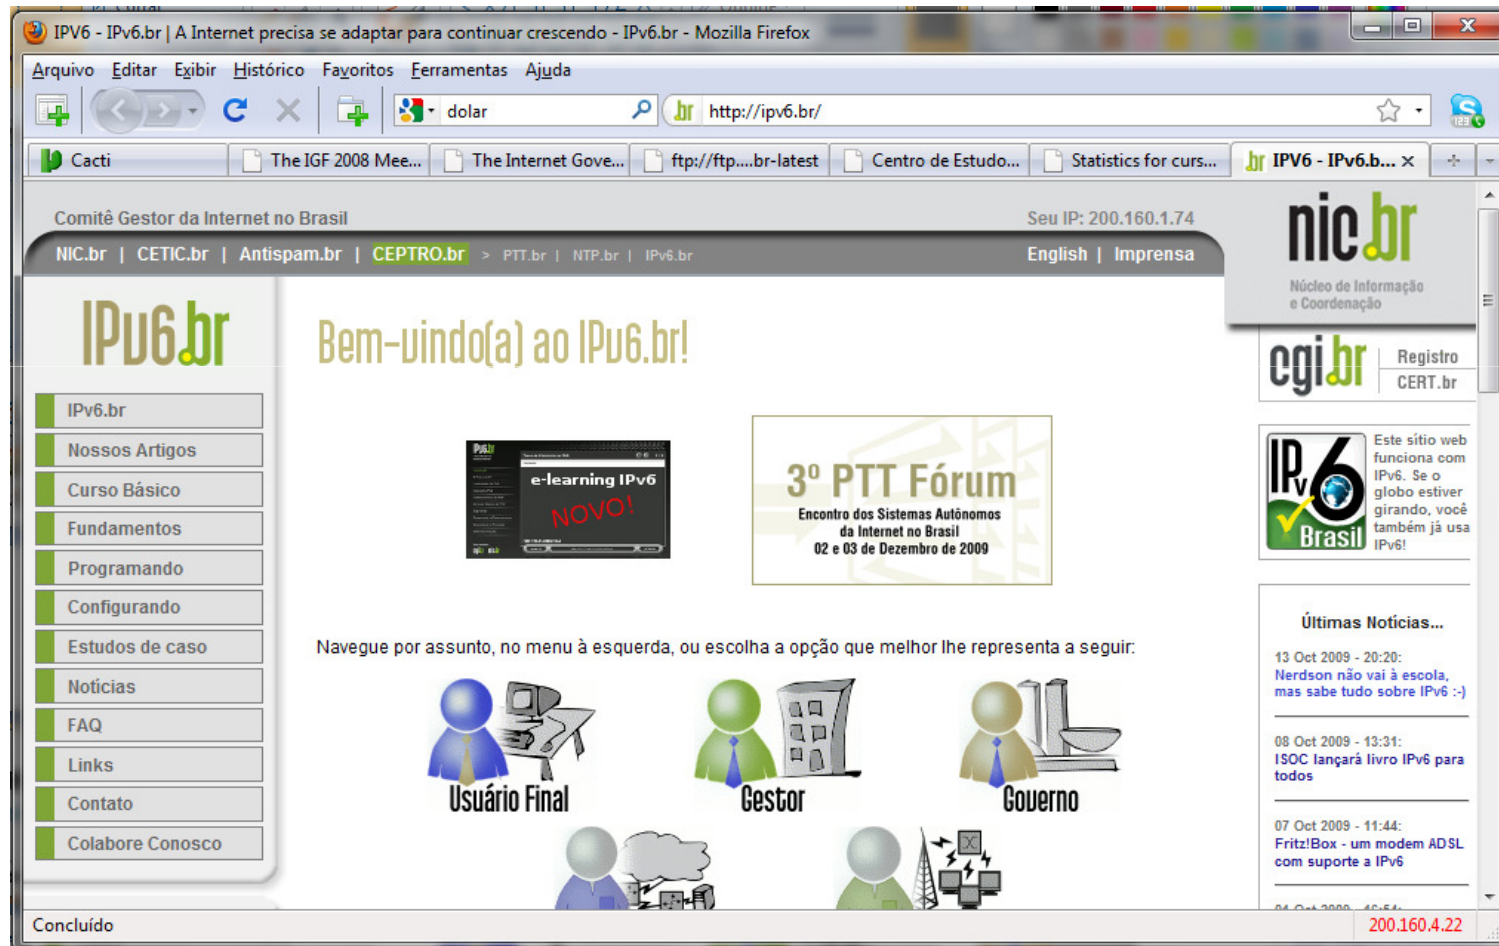 IPV6 - IPv6.br | A Internet precisa se adaptar para continuar crescendo - IPv6.br - Mozilla Firefox
Arquivo Editar Exibir Histórico Favoritos Ferramentas Ajuda
dolar
http://ipv6.br/
Cacti
The IGF 2008 Mee...
The Internet Gove...
ftp://ftp....br-latest
Centro de Estudo...
Statistics for curs...
IPV6 - IPv6.b...
Comitê Gestor da Internet no Brasil
Seu IP: 200.160.1.74
NIC.br | CETIC.br | Antispam.br | CEPTRO.br > PTT.br | NTP.br | IPv6.br
English | Imprensa
nic.br
Núcleo de Informação
e Coordenação
cgi.br
Registro
CERT.br
IPv6.br
IPv6.br
Nossos Artigos
Curso Básico
Fundamentos
Programando
Configurando
Estudos de caso
Notícias
FAQ
Links
Contato
Colabore Conosco
Bem-vindo(a) ao IPv6.br!
e-learning IPv6
NOVO!
3º PTT Fórum
Encontro dos Sistemas Autônomos
da Internet no Brasil
02 e 03 de Dezembro de 2009
Navegue por assunto, no menu à esquerda, ou escolha a opção que melhor lhe representa a seguir:
Usuário Final
Gestor
Governo
IPv6
Brasil
Este sítio web
funciona com
IPv6. Se o
globo estiver
girando, você
também já usa
IPv6!
Últimas Notícias...
13 Oct 2009 - 20:20:
Nerdson não vai à escola,
mas sabe tudo sobre IPv6 :-)
08 Oct 2009 - 13:31:
ISOC lançará livro IPv6 para
todos
07 Oct 2009 - 11:44:
Fritz!Box - um modem ADSL
com suporte a IPv6
Concluído
200.160.4.22